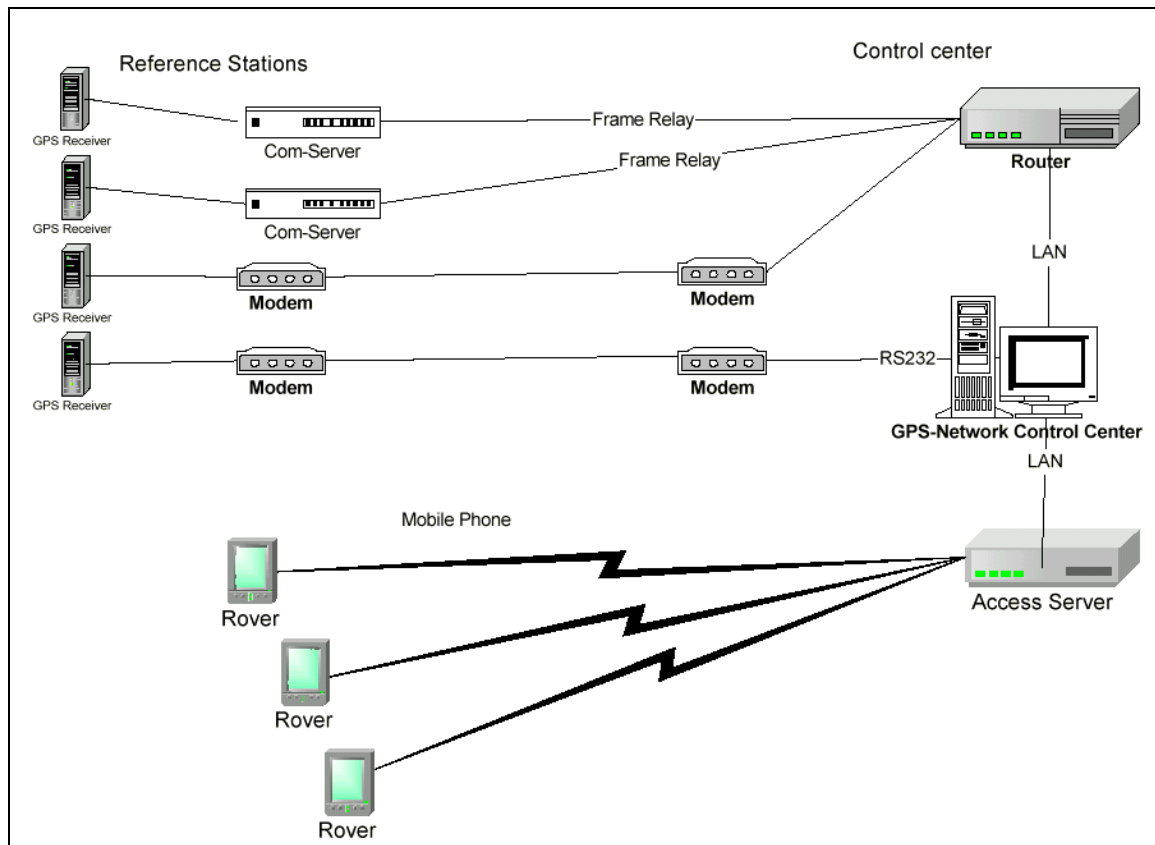 Reference Stations
Control center
GPS Receiver
Com-Server
Frame Relay
Router
GPS Receiver
Com-Server
Frame Relay
LAN
GPS Receiver
Modem
Modem
GPS Receiver
Modem
Modem
RS232
GPS-Network Control Center
LAN
Mobile Phone
Rover
Access Server
Rover
Rover